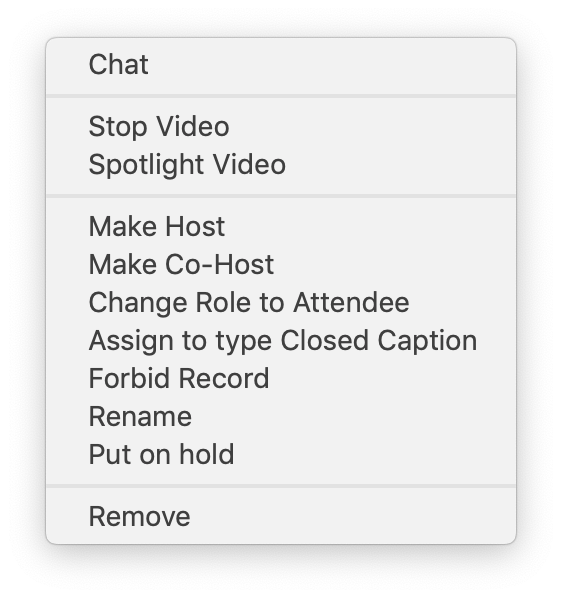 Chat
Stop Video
Spotlight Video
Make Host
Make Co-Host
Change Role to Attendee
Assign to type Closed Caption
Forbid Record
Rename
Put on hold
Remove